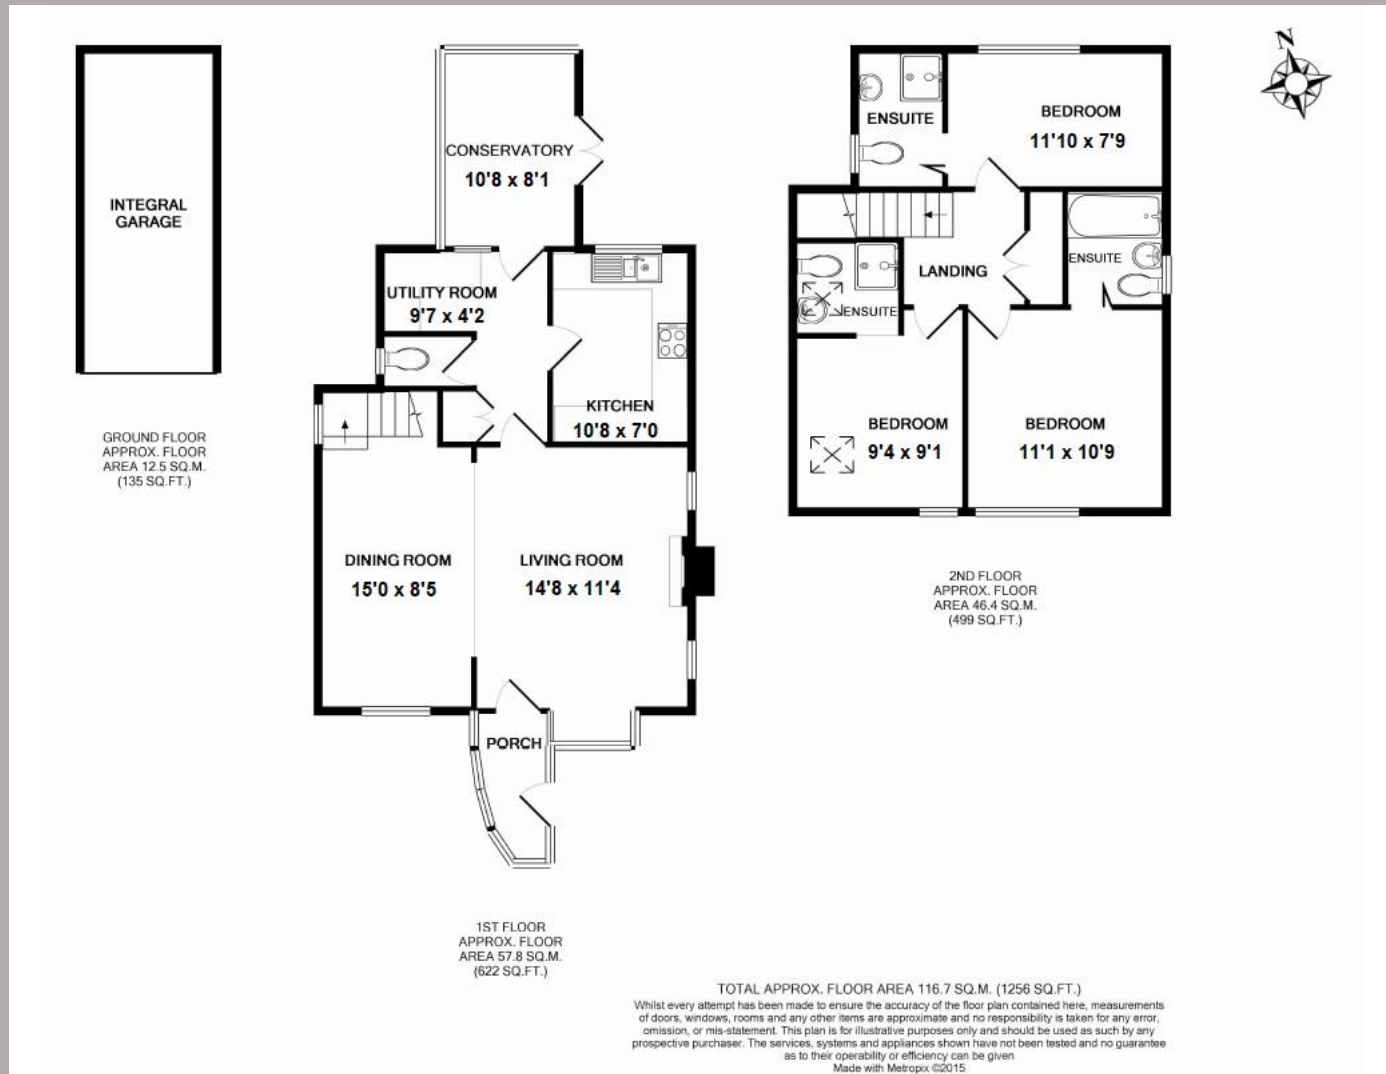 N
INTEGRAL
GARAGE
GROUND FLOOR
APPROX. FLOOR
AREA 12.5 SQ.M.
(135 SQ.FT.)
CONSERVATORY
10'8 x 8'1
UTILITY ROOM
9'7 x 4'2
KITCHEN
10'8 x 7'0
DINING ROOM
15'0 x 8'5
LIVING ROOM
14'8 x 11'4
PORCH
1ST FLOOR
APPROX. FLOOR
AREA 57.8 SQ.M.
(622 SQ.FT.)
ENSUITE
BEDROOM
11'10 x 7'9
LANDING
ENSUITE
ENSUITE
BEDROOM
9'4 x 9'1
BEDROOM
11'1 x 10'9
2ND FLOOR
APPROX. FLOOR
AREA 46.4 SQ.M.
(499 SQ.FT.)
TOTAL APPROX. FLOOR AREA 116.7 SQ.M. (1256 SQ.FT.)
Whilst every attempt has been made to ensure the accuracy of the floor plan contained here, measurements
of doors, windows, rooms and any other items are approximate and no responsibility is taken for any error,
omission, or mis-statement. This plan is for illustrative purposes only and should be used as such by any
prospective purchaser. The services, systems and appliances shown have not been tested and no guarantee
as to their operability or efficiency can be given
Made with Metropix ©2015